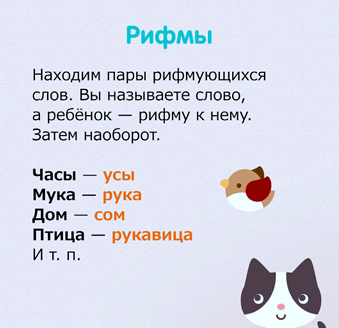 Рифмы
Находим пары рифмующихся
слов. Вы называете слово,
а ребёнок — рифму к нему.
Затем наоборот.
Часы — усы
Мука — рука
Дом — сом
Птица — рукавица
И т. п.